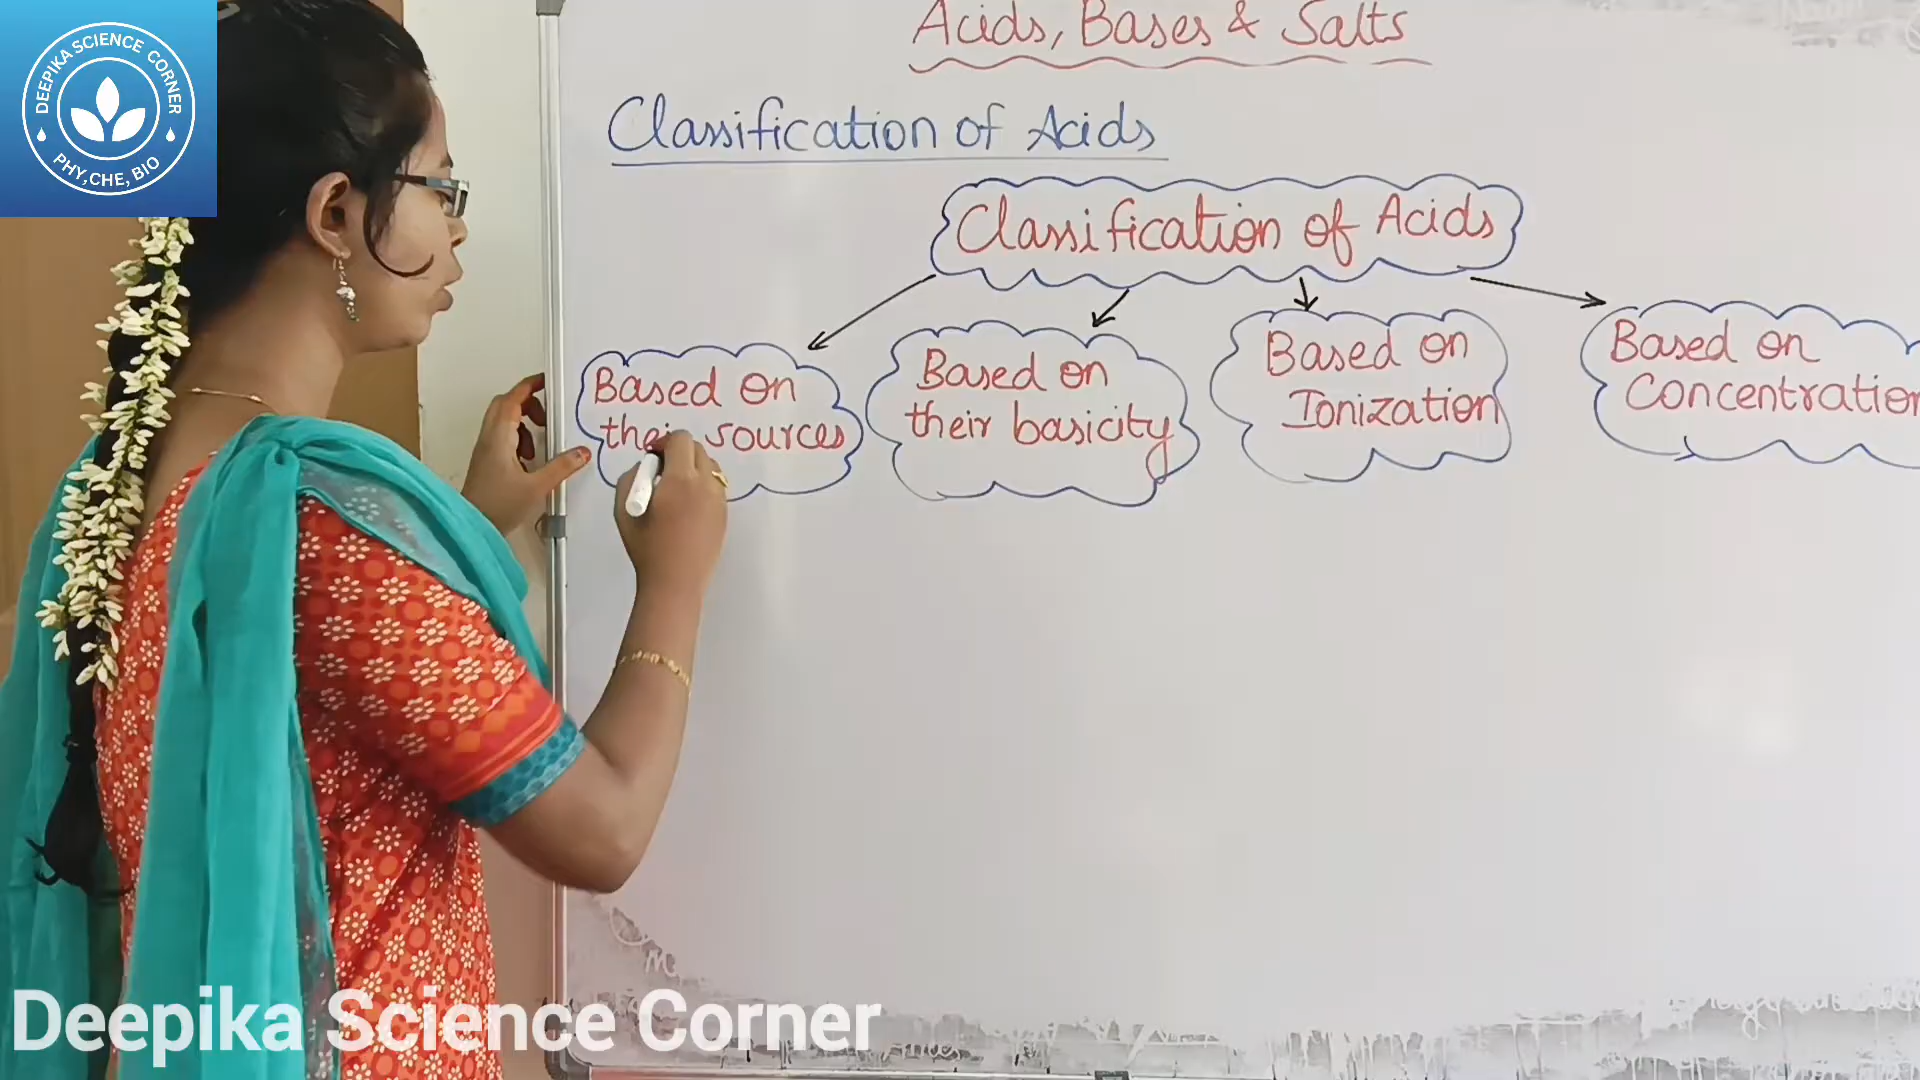 DEEPIKA SCIENCE CORNER
PHY, CHE, BIO
Acids, Bases & Salts
Classification of Acids
Classification of Acids
Based on
their sources
Based on
their basicity
Based on
Ionization
Based on
Concentration
Deepika Science Corner